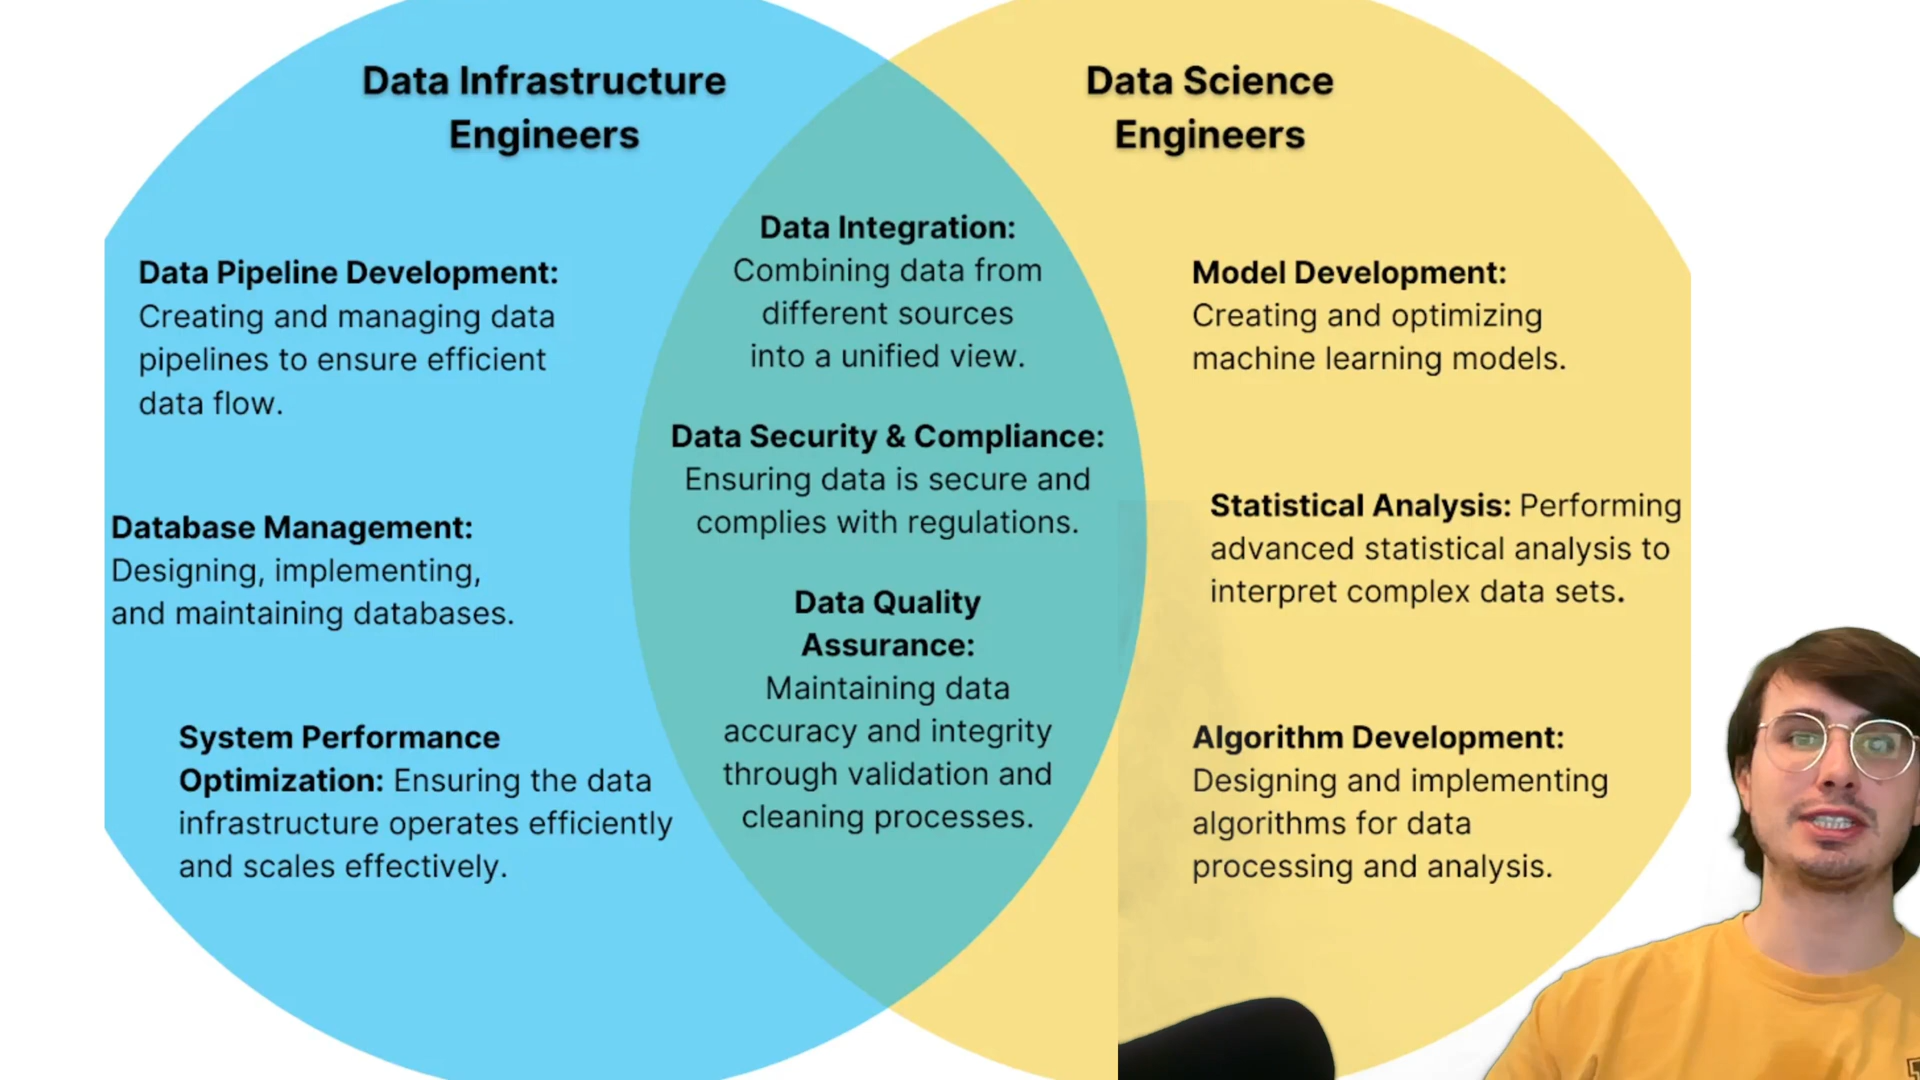 Data Infrastructure
Engineers
Data Pipeline Development:
Creating and managing data
pipelines to ensure efficient
data flow.
Database Management:
Designing, implementing,
and maintaining databases.
System Performance
Optimization: Ensuring the data
infrastructure operates efficiently
and scales effectively.
Data Integration:
Combining data from
different sources
into a unified view.
Data Security & Compliance:
Ensuring data is secure and
complies with regulations.
Data Quality
Assurance:
Maintaining data
accuracy and integrity
through validation and
cleaning processes.
Data Science
Engineers
Model Development:
Creating and optimizing
machine learning models.
Statistical Analysis: Performing
advanced statistical analysis to
interpret complex data sets.
Algorithm Development:
Designing and implementing
algorithms for data
processing and analysis.